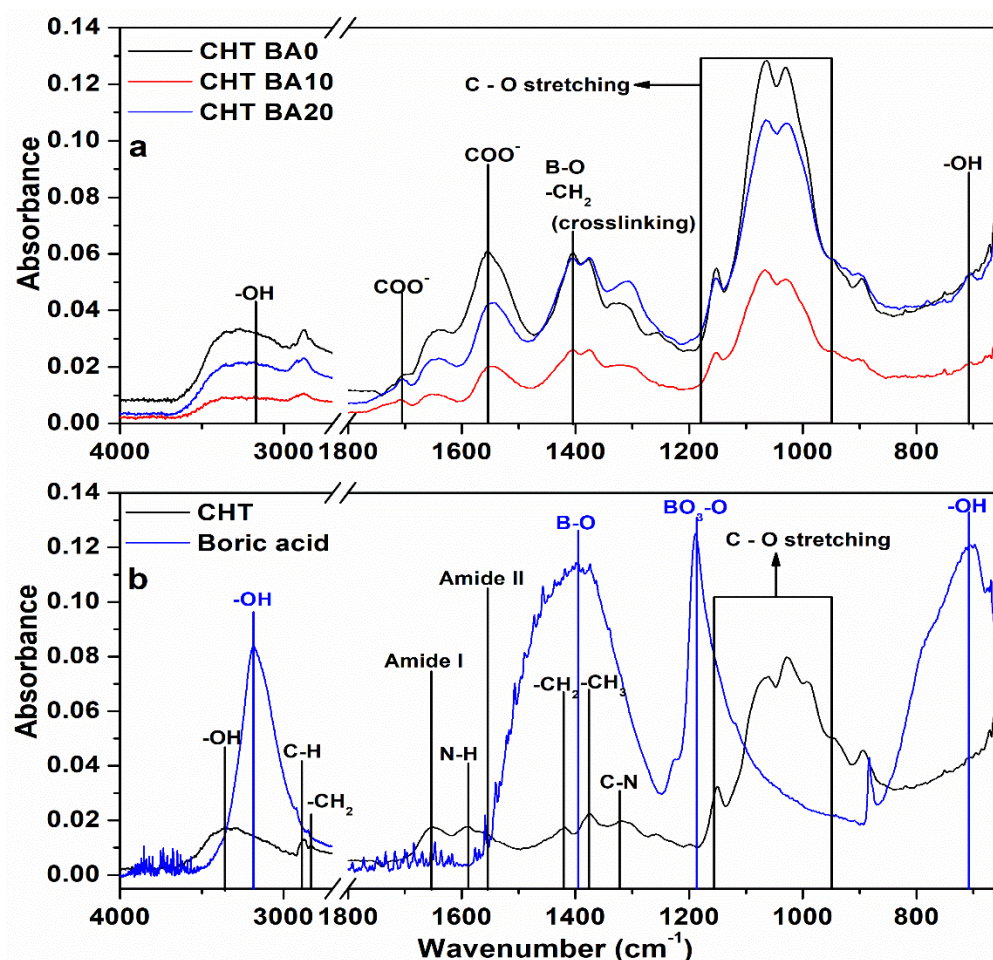 0.14
0.12
0.10
0.08
0.06
0.04
0.02
0.00
Absorbance
CHT BA0
CHT BA10
CHT BA20
a
C - O stretching
COO⁻
B-O
-CH₂
(crosslinking)
-OH
-OH
COO⁻
4000 3000 1800 1600 1400 1200 1000 800
0.14
0.12
0.10
0.08
0.06
0.04
0.02
0.00
Absorbance
CHT
Boric acid
b
B-O
BO₃-O
-OH
C - O stretching
Amide II
-OH
Amide I
-CH₂
-CH₃
-OH
C-H
N-H
C-N
-CH₂
4000 3000 1800 1600 1400 1200 1000 800
Wavenumber (cm⁻¹)